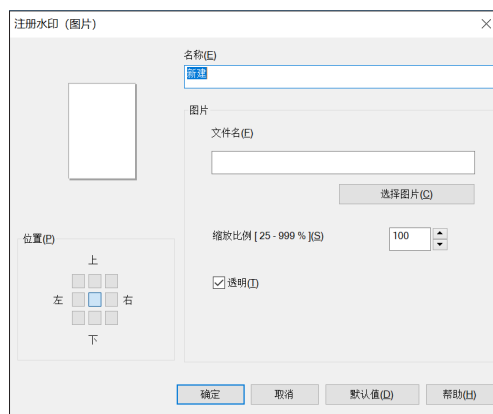 注册水印（图片）
名称(E)
新建
图片
文件名(F)
选择图片(C)
缩放比例 [ 25 - 999 % ](S)
100
透明(T)
位置(P)
上
左
右
下
确定
取消
默认值(D)
帮助(H)